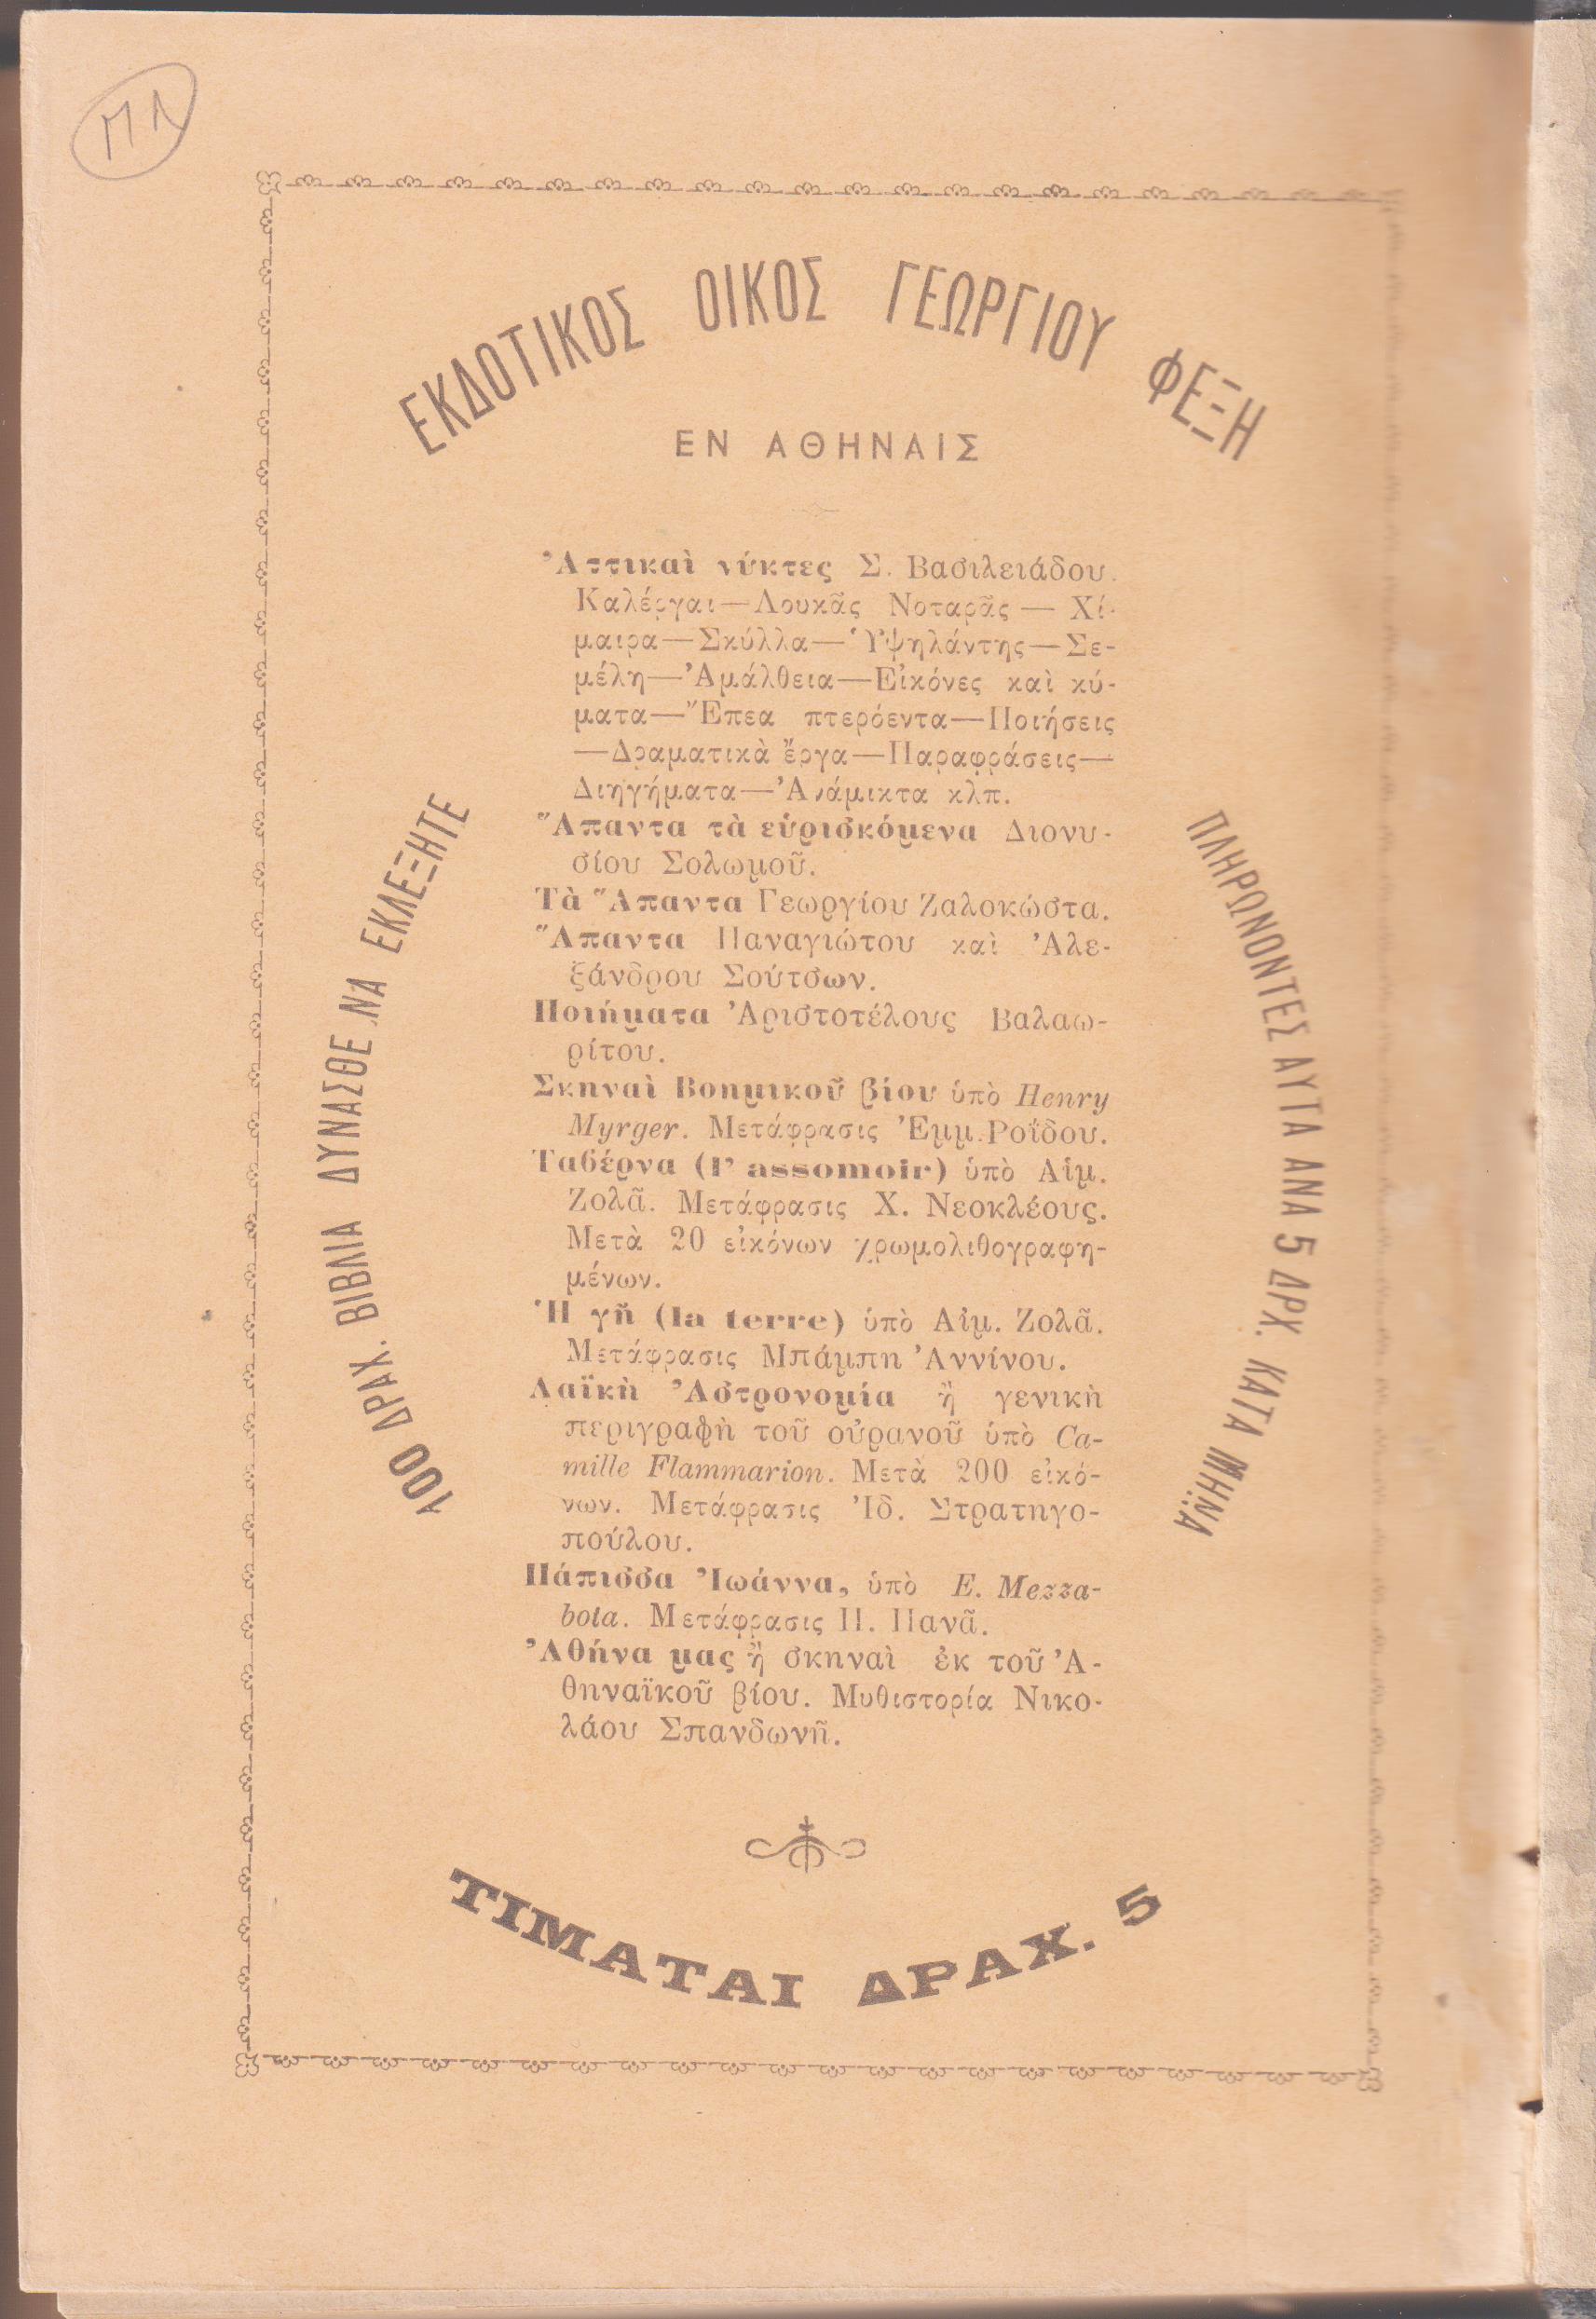 ΠΛ
ΕΚΔΟΤΙΚΟΣ ΟΙΚΟΣ ΓΕΩΡΓΙΟΥ ΦΕΞΗ
ΕΝ ΑΘΗΝΑΙΣ
Ἀττικαὶ νύκτες Σ. Βασιλειάδου.
Καλέργαι—Λουκᾶς Νοταρᾶς — Χί-
μαιρα—Σκύλλα—Ὑψηλάντης—Σε-
μέλη—Ἀμάλθεια—Εἰκόνες καὶ κύ-
ματα—Ἔπεα πτερόεντα—Ποιήσεις
—Δραματικὰ ἔργα—Παραφράσεις—
Διηγήματα—Ἀνάμικτα κλπ.
Ἅπαντα τὰ εὑρισκόμενα Διονυ-
σίου Σολωμοῦ.
Τὰ Ἅπαντα Γεωργίου Ζαλοκώστα.
Ἅπαντα Παναγιώτου καὶ Ἀλε-
ξάνδρου Σούτσων.
Ποιήματα Ἀριστοτέλους Βαλαω-
ρίτου.
Σκηναὶ Βοημικοῦ βίου ὑπὸ Henry
Myrger. Μετάφρασις Ἐμμ. Ροΐδου.
Ταβέρνα (l' assomoir) ὑπὸ Αἰμ.
Ζολᾶ. Μετάφρασις Χ. Νεοκλέους.
Μετὰ 20 εἰκόνων χρωμολιθογραφη-
μένων.
Ἡ γῆ (la terre) ὑπὸ Αἰμ. Ζολᾶ.
Μετάφρασις Μπάμπη Ἀννίνου.
Λαϊκὴ Ἀστρονομία ἢ γενικὴ
περιγραφὴ τοῦ οὐρανοῦ ὑπὸ Ca-
mille Flammarion. Μετὰ 200 εἰκό-
νων. Μετάφρασις Ἰδ. Στρατηγο-
πούλου.
Πάπισσα Ἰωάννα, ὑπὸ E. Mezza-
bota. Μετάφρασις Π. Πανᾶ.
Ἀθήνα μας ἢ σκηναὶ ἐκ τοῦ Ἀ-
θηναϊκοῦ βίου. Μυθιστορία Νικο-
λάου Σπανδωνῆ.
100 ΔΡΑΧ. ΒΙΒΛΙΑ ΔΥΝΑΣΘΕ ΝΑ ΕΚΛΕΞΗΤΕ
ΠΛΗΡΩΝΟΝΤΕΣ ΑΥΤΑ ΑΝΑ 5 ΔΡΧ. ΚΑΤΑ ΜΗΝΑ
ΤΙΜΑΤΑΙ ΔΡΑΧ. 5